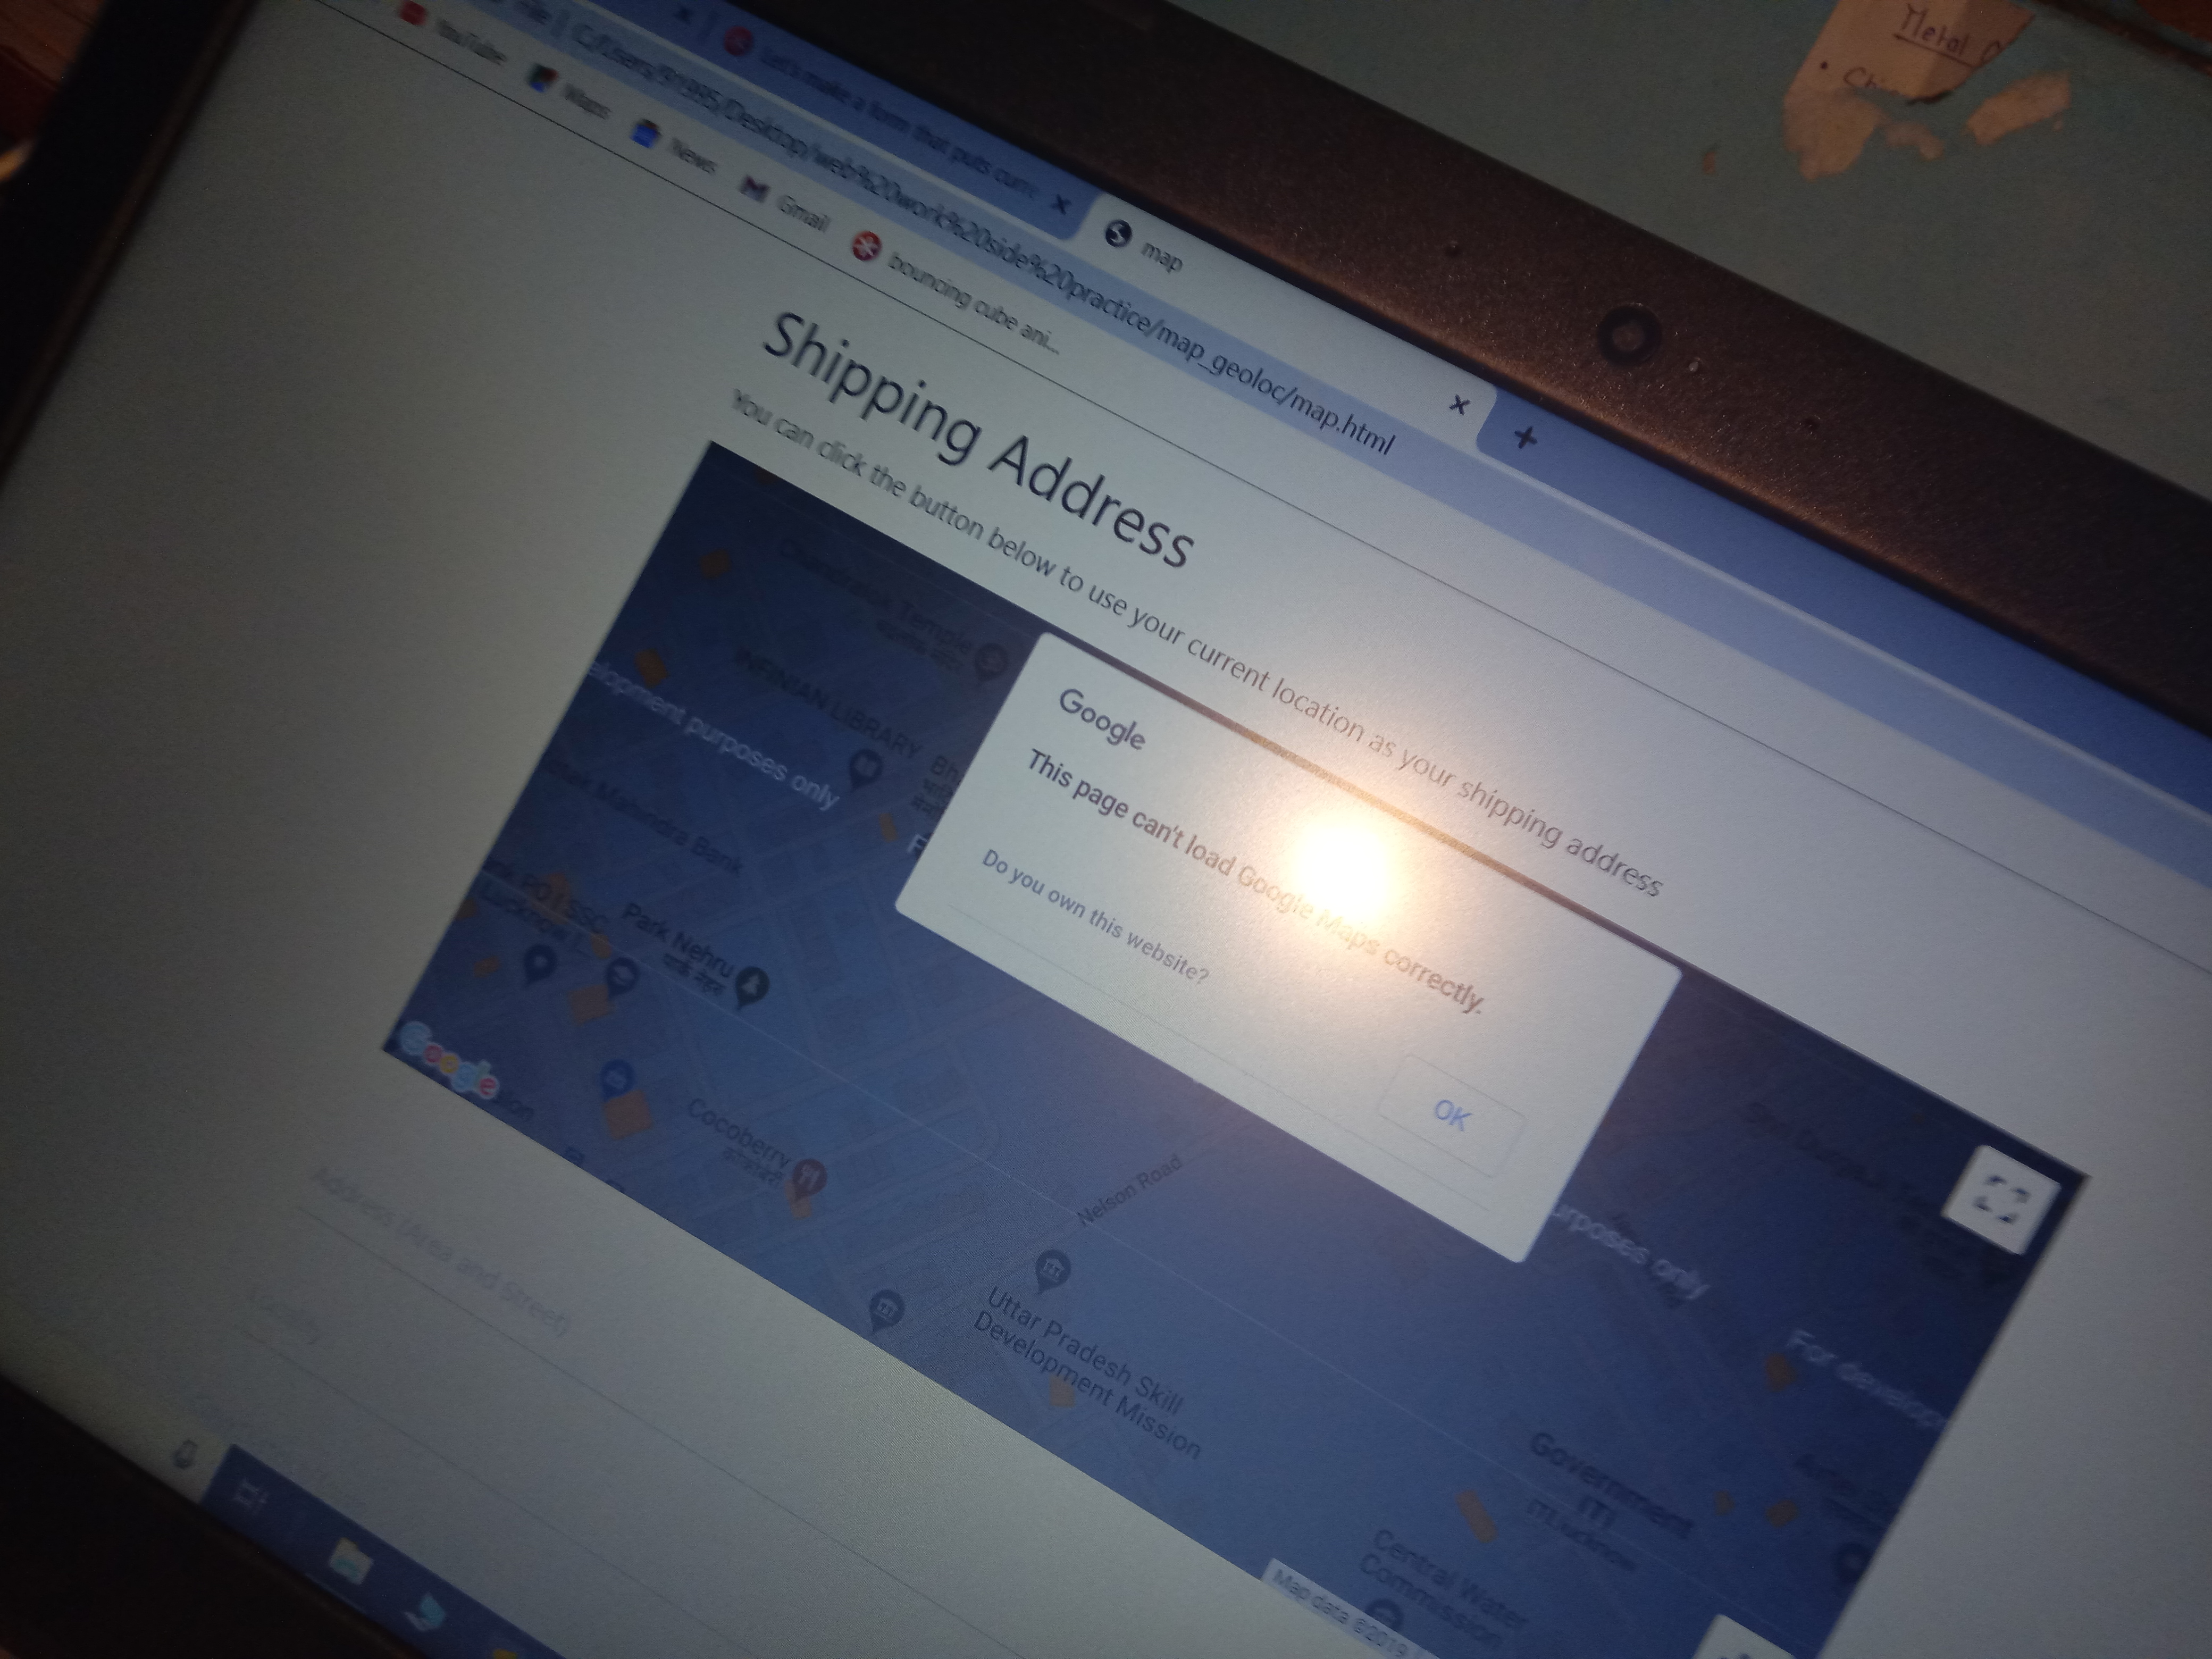 Metal
Let's make a form that puts curr
map
C:/Users/91995/Desktop/web%20work%20side%20practice/map_geoloc/map.html
YouTube
Maps
News
Gmail
bouncing cube ani...
Shipping Address
You can click the button below to use your current location as your shipping address
INFINIAN LIBRARY
purposes only
Mahindra Bank
Park Nehru
Google
This page can't load Google Maps correctly.
Do you own this website?
OK
Google
Cocoberry
Nelson Road
Uttar Pradesh Skill
Development Mission
urposes only
For develop
Government
ITI
Central Water
Commission
Map data ©2019
Address (Area and street)
Locality